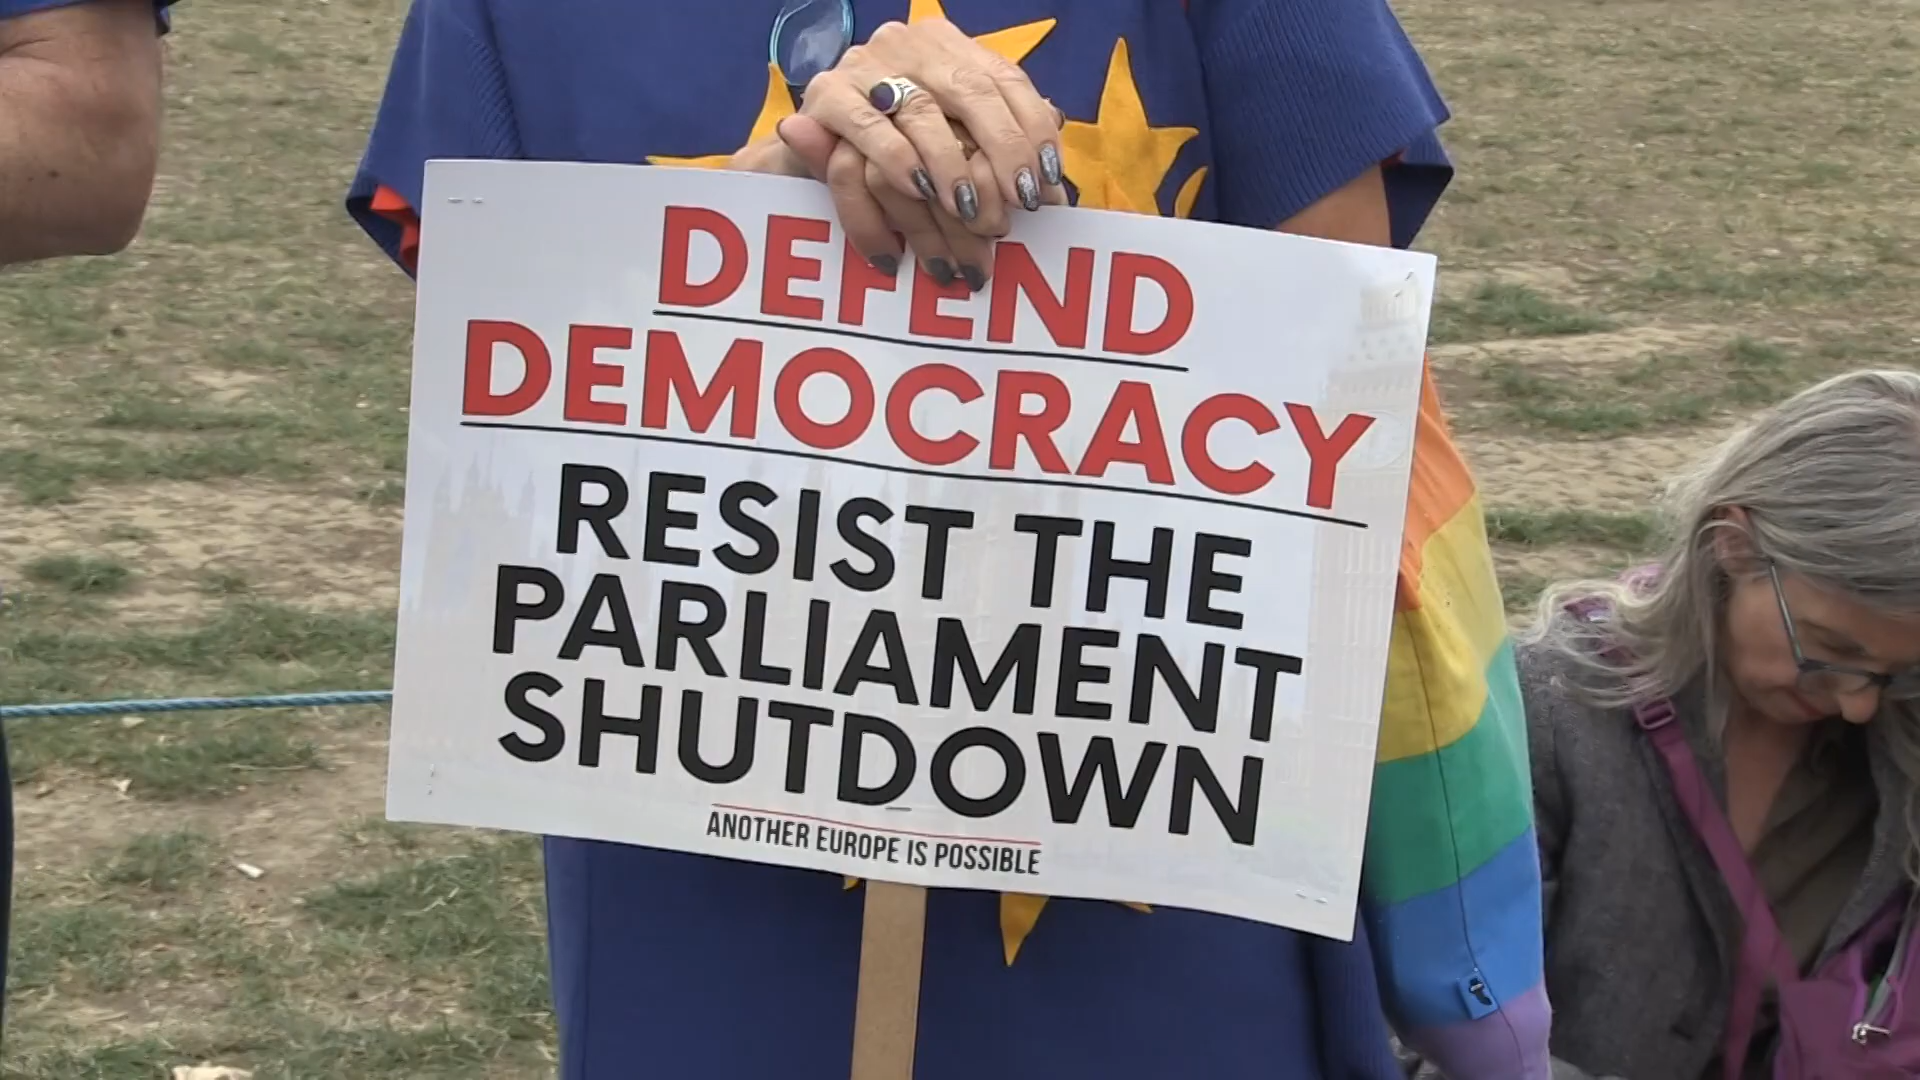 DEFEND
DEMOCRACY
RESIST THE
PARLIAMENT
SHUTDOWN
ANOTHER EUROPE IS POSSIBLE